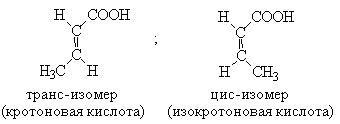 H COOH
C
C
H₃C H
транс-изомер
(кротоновая кислота)
;
H COOH
C
C
H CH₃
цис-изомер
(изокротоновая кислота)